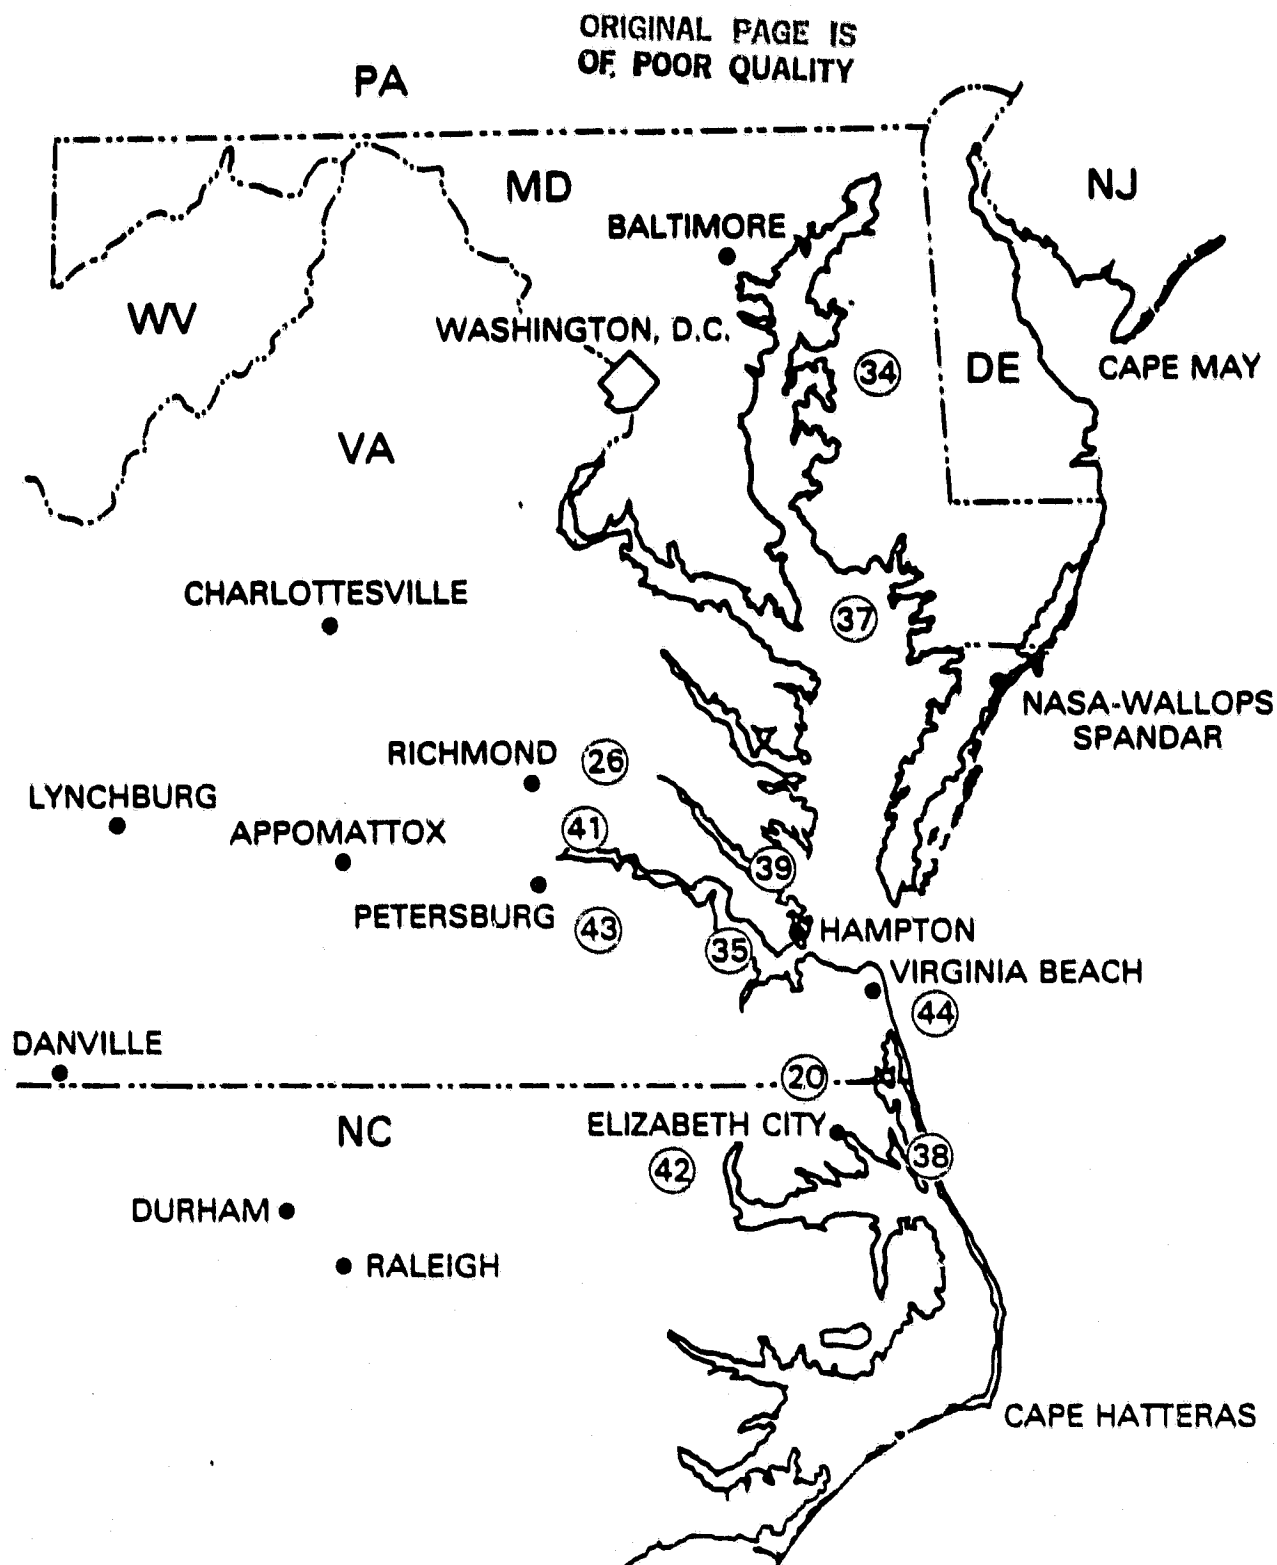 ORIGINAL PAGE IS
OF POOR QUALITY
PA
MD
NJ
BALTIMORE
WV
WASHINGTON, D.C.
34
DE
CAPE MAY
VA
CHARLOTTESVILLE
37
NASA-WALLOPS
SPANDAR
RICHMOND
26
LYNCHBURG
APPOMATTOX
41
39
PETERSBURG
43
35
HAMPTON
VIRGINIA BEACH
44
DANVILLE
20
NC
ELIZABETH CITY
42
38
DURHAM
RALEIGH
CAPE HATTERAS